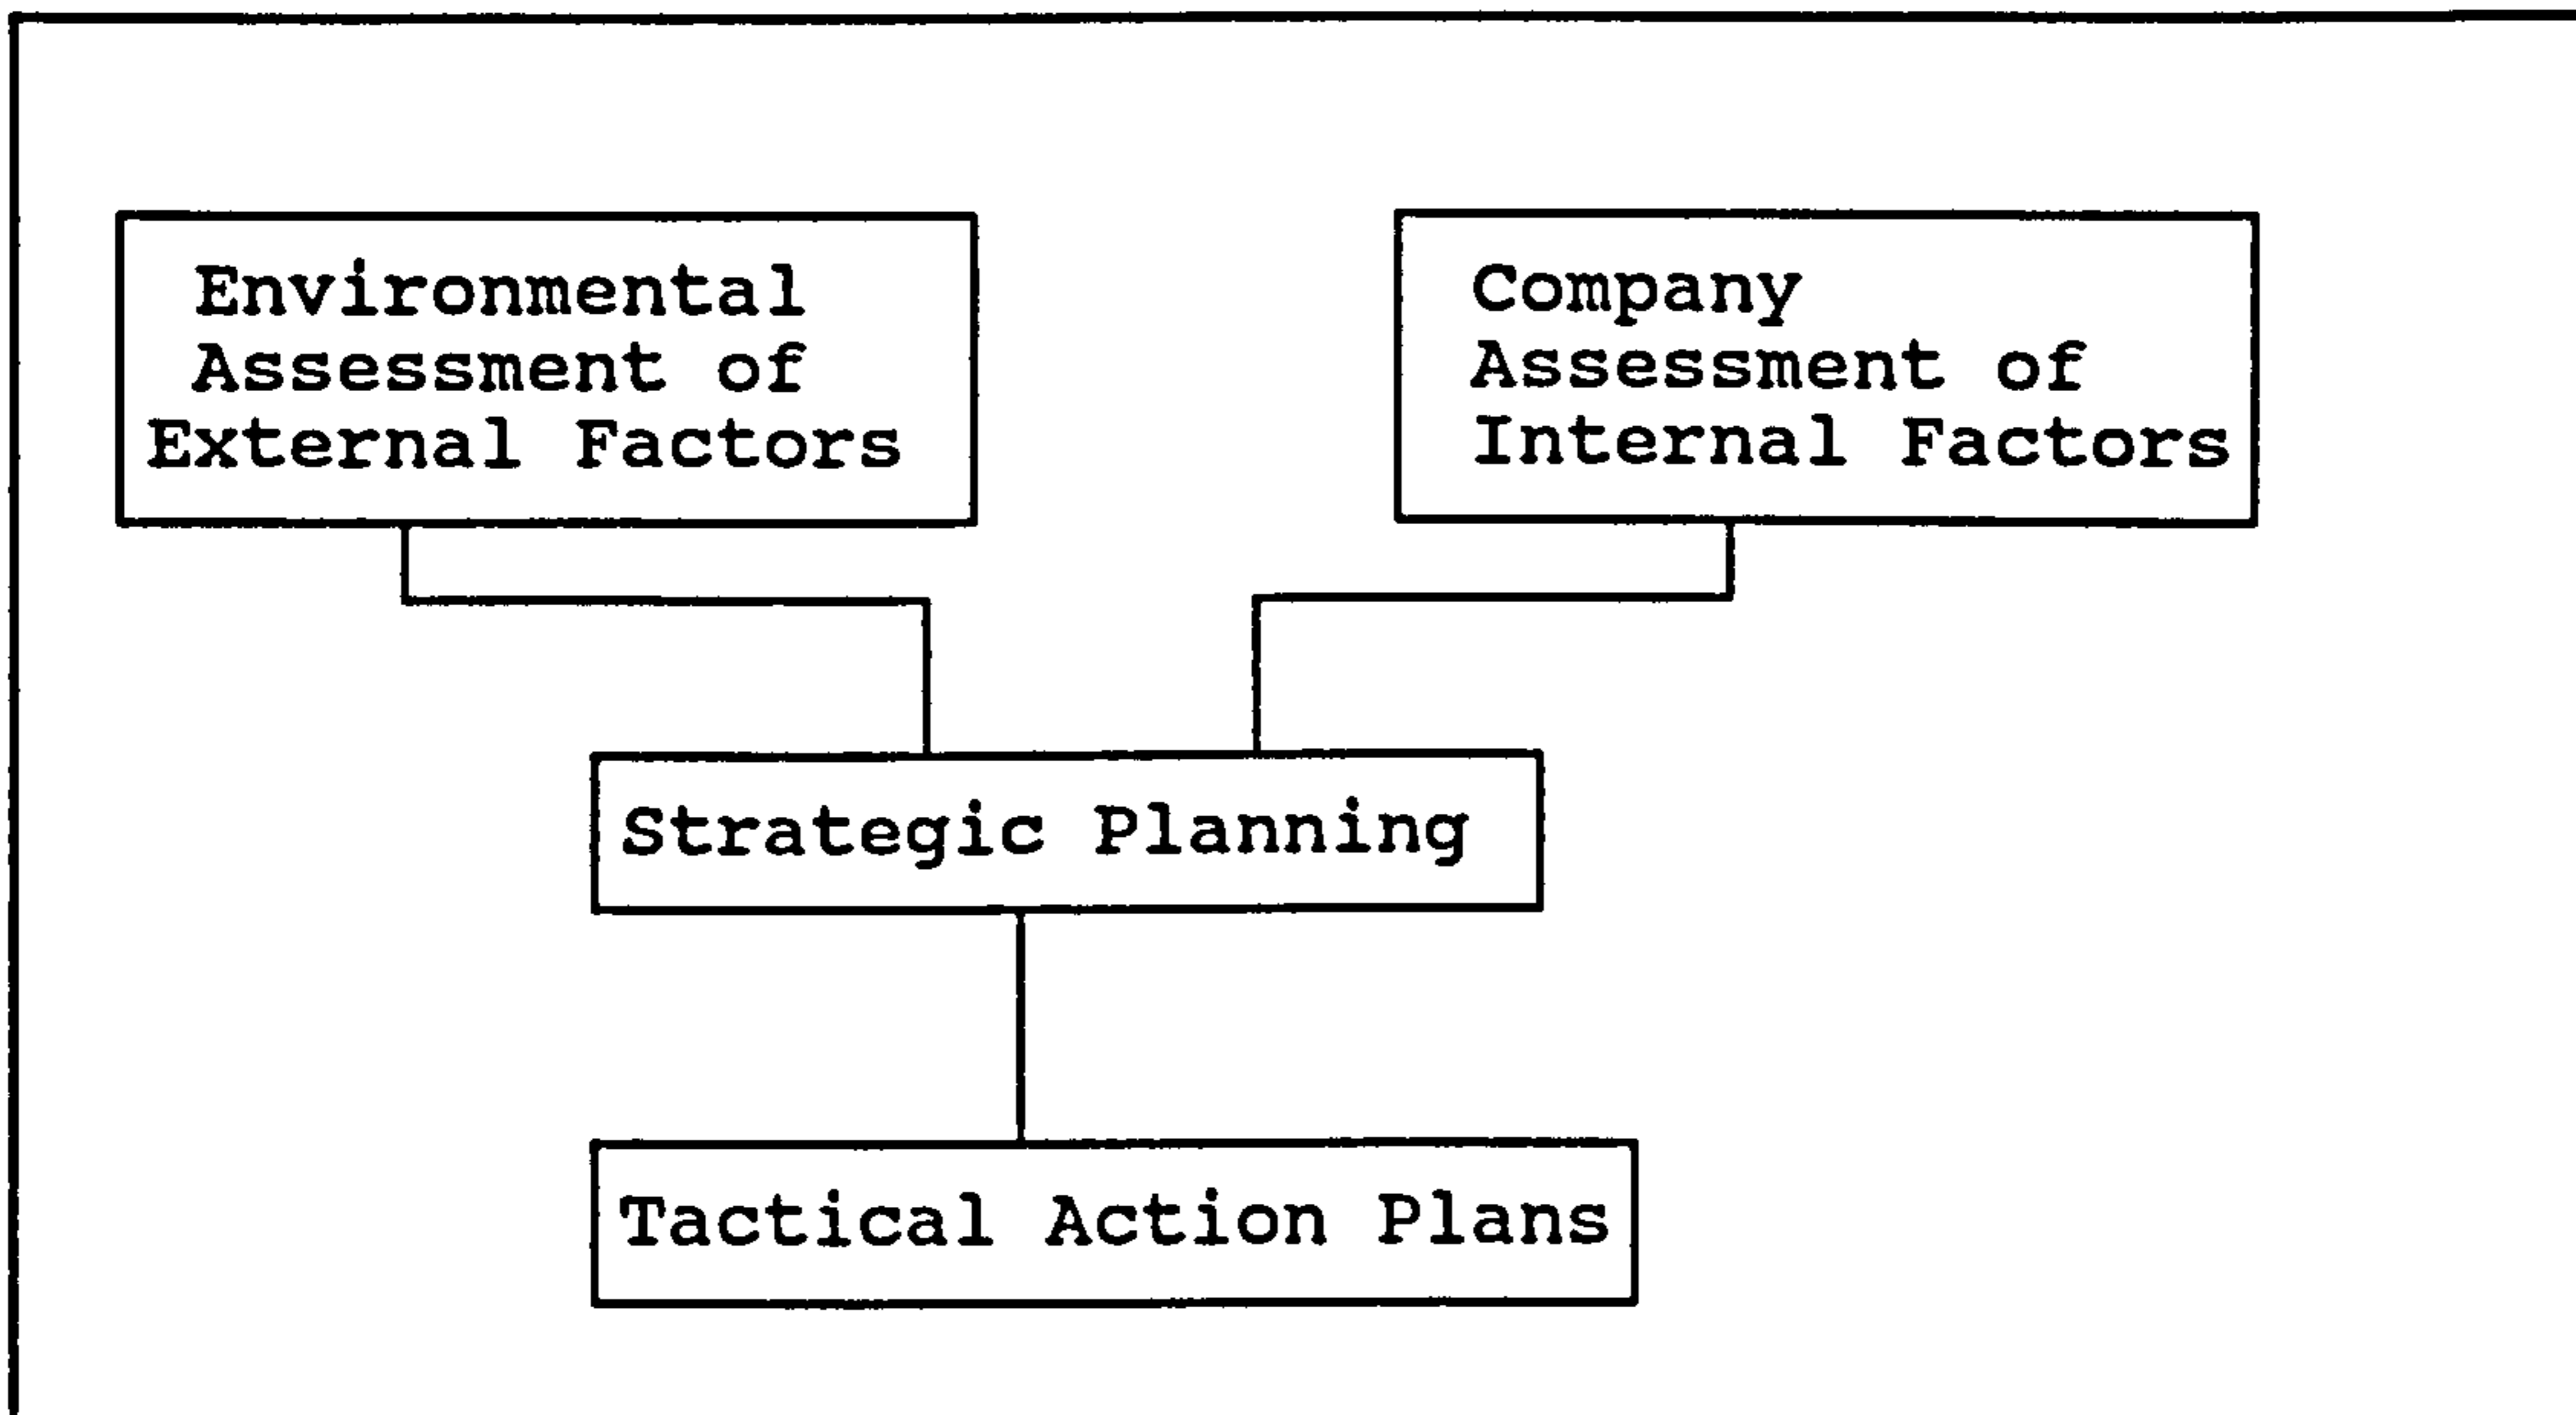 Environmental
Assessment of
External Factors
Company
Assessment of
Internal Factors
Strategic Planning
Tactical Action Plans